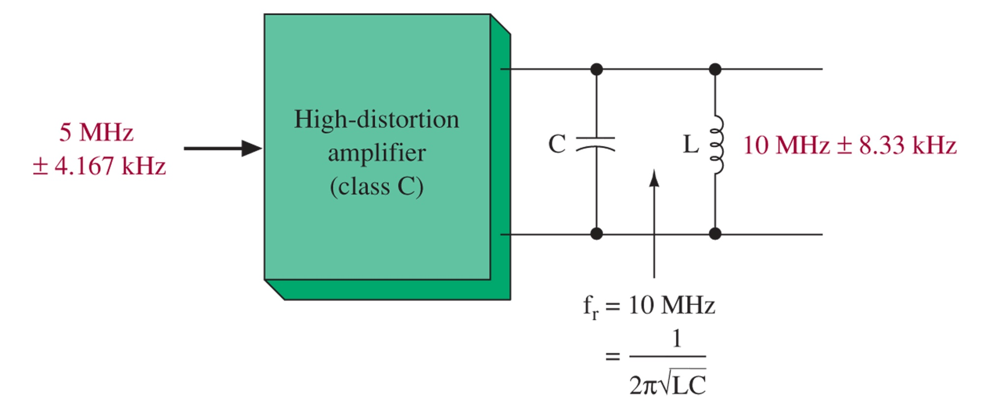 5 MHz
± 4.167 kHz
High-distortion
amplifier
(class C)
C
L
10 MHz ± 8.33 kHz
fᵣ = 10 MHz
= 1
2π√LC